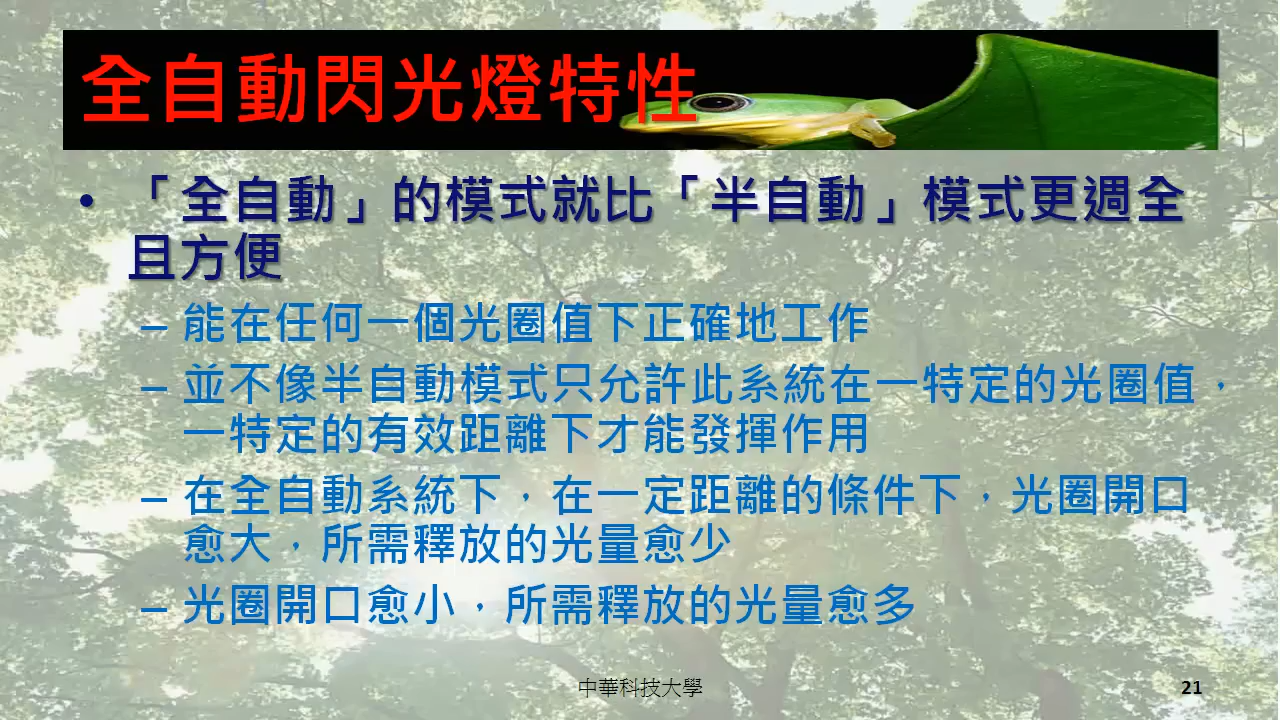 全自動閃光燈特性
• 「全自動」的模式就比「半自動」模式更週全
且方便
– 能在任何一個光圈值下正確地工作
– 並不像半自動模式只允許此系統在一特定的光圈值，
一特定的有效距離下才能發揮作用
– 在全自動系統下，在一定距離的條件下，光圈開口
愈大，所需釋放的光量愈少
– 光圈開口愈小，所需釋放的光量愈多
中華科技大學
21